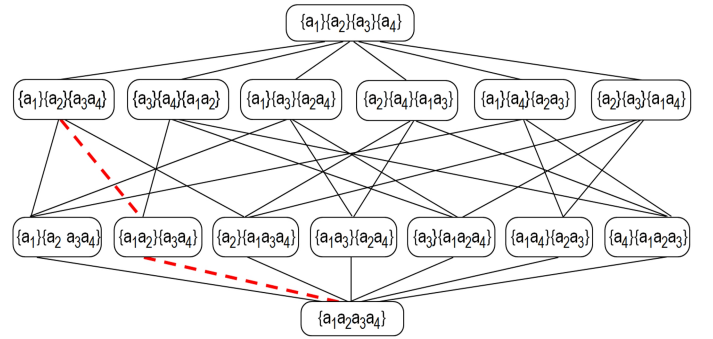 {a₁}{a₂}{a₃}{a₄}
{a₁}{a₂}{a₃a₄} {a₃}{a₄}{a₁a₂} {a₁}{a₃}{a₂a₄} {a₂}{a₄}{a₁a₃} {a₁}{a₄}{a₂a₃} {a₂}{a₃}{a₁a₄}
{a₁}{a₂ a₃a₄} {a₁a₂}{a₃a₄} {a₂}{a₁a₃a₄} {a₁a₃}{a₂a₄} {a₃}{a₁a₂a₄} {a₁a₄}{a₂a₃} {a₄}{a₁a₂a₃}
{a₁a₂a₃a₄}